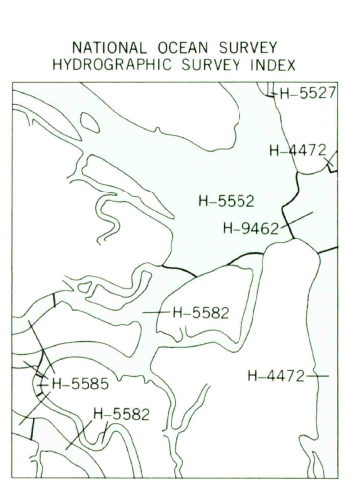 NATIONAL OCEAN SURVEY
HYDROGRAPHIC SURVEY INDEX
H-5527
H-4472
H-5552
H-9462
H-5582
H-4472
H-5585
H-5582